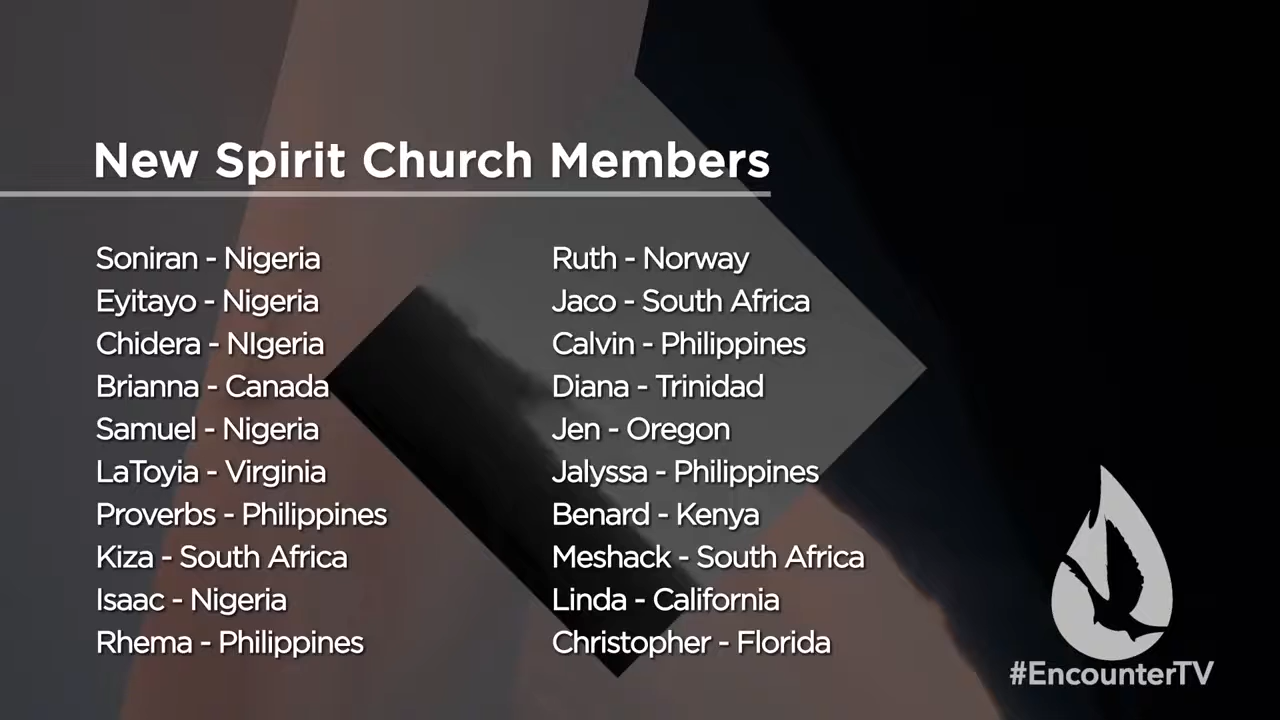 New Spirit Church Members
Soniran - Nigeria
Eyitayo - Nigeria
Chidera - NIgeria
Brianna - Canada
Samuel - Nigeria
LaToyia - Virginia
Proverbs - Philippines
Kiza - South Africa
Isaac - Nigeria
Rhema - Philippines
Ruth - Norway
Jaco - South Africa
Calvin - Philippines
Diana - Trinidad
Jen - Oregon
Jalyssa - Philippines
Benard - Kenya
Meshack - South Africa
Linda - California
Christopher - Florida
#EncounterTV